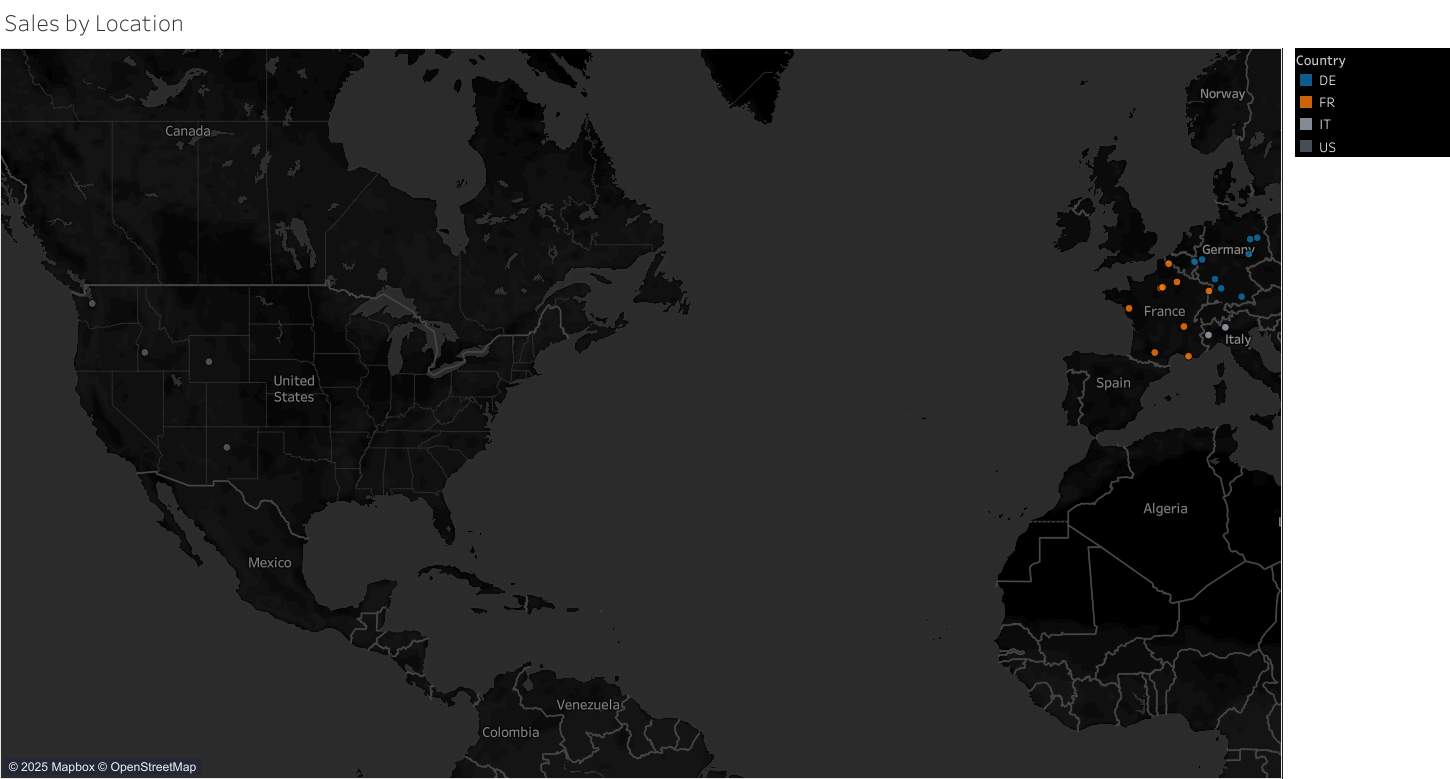 Sales by Location
Country
DE
FR
IT
US
Norway
Canada
Germany
France
Italy
United
States
Spain
Algeria
Mexico
Venezuela
Colombia
© 2025 Mapbox © OpenStreetMap